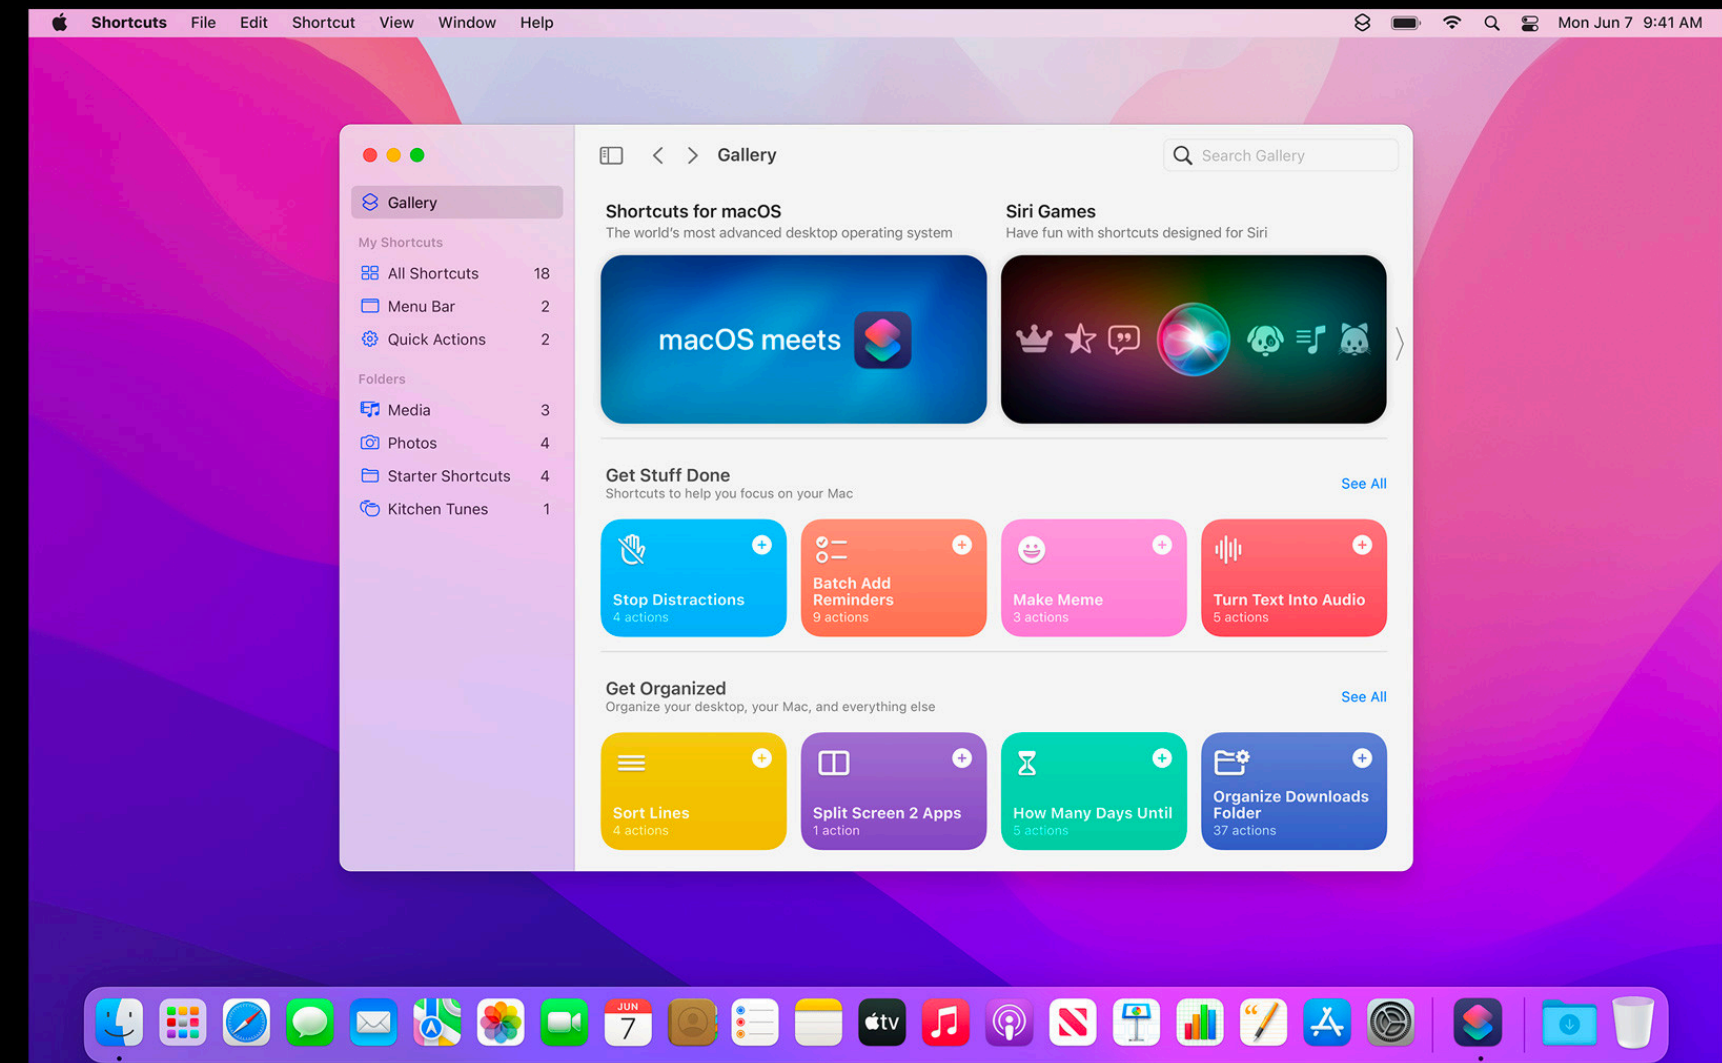 Shortcuts File Edit Shortcut View Window Help Mon Jun 7 9:41 AM
Gallery
My Shortcuts
All Shortcuts 18
Menu Bar 2
Quick Actions 2
Folders
Media 3
Photos 4
Starter Shortcuts 4
Kitchen Tunes 1
Gallery
Search Gallery
Shortcuts for macOS
The world's most advanced desktop operating system
macOS meets
Siri Games
Have fun with shortcuts designed for Siri
Get Stuff Done
Shortcuts to help you focus on your Mac
See All
Stop Distractions
4 actions
Batch Add
Reminders
9 actions
Make Meme
3 actions
Turn Text Into Audio
5 actions
Get Organized
Organize your desktop, your Mac, and everything else
See All
Sort Lines
4 actions
Split Screen 2 Apps
1 action
How Many Days Until
5 actions
Organize Downloads
Folder
37 actions
JUN
7
tv